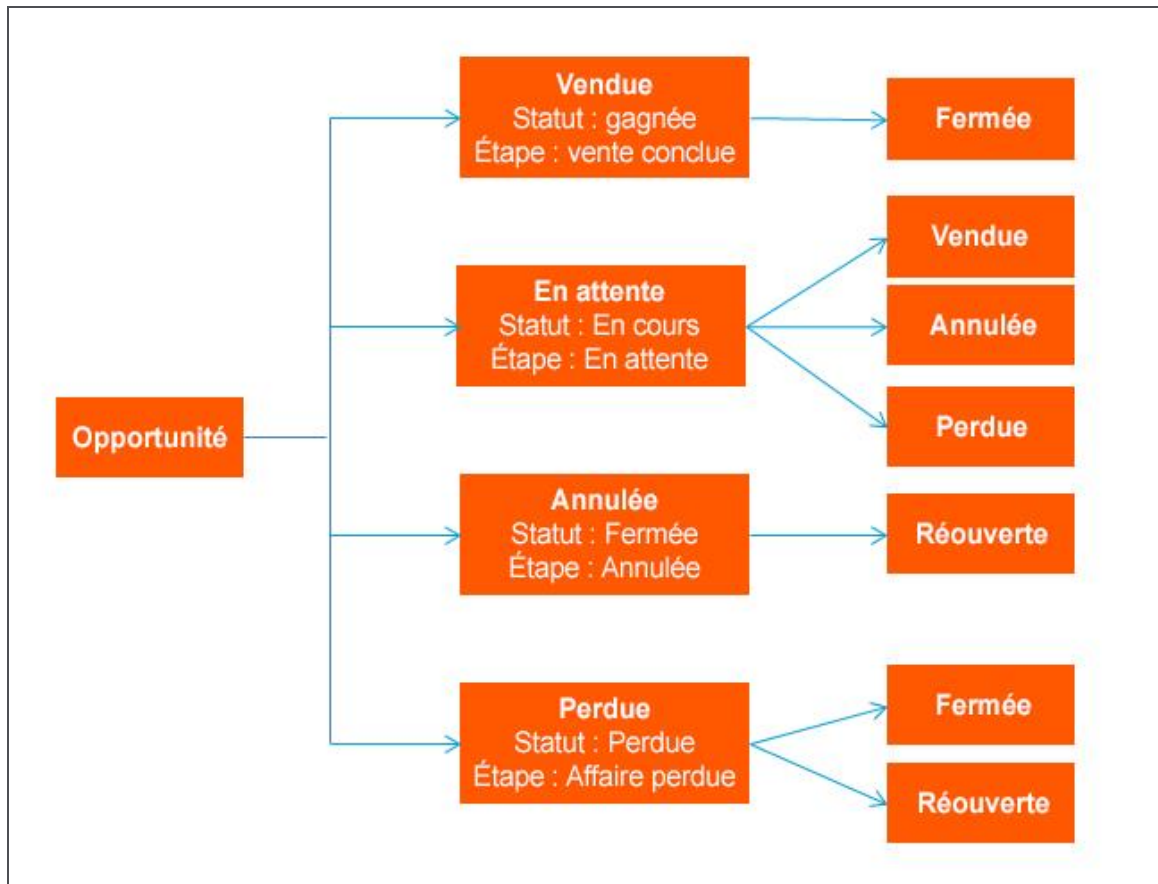 Vendue
Statut : gagnée
Étape : vente conclue
Fermée
Vendue
En attente
Statut : En cours
Étape : En attente
Annulée
Perdue
Opportunité
Annulée
Statut : Fermée
Étape : Annulée
Réouverte
Perdue
Statut : Perdue
Étape : Affaire perdue
Fermée
Réouverte